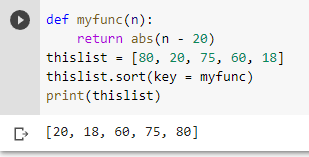 def myfunc(n):
    return abs(n - 20)
thislist = [80, 20, 75, 60, 18]
thislist.sort(key = myfunc)
print(thislist)
[20, 18, 60, 75, 80]